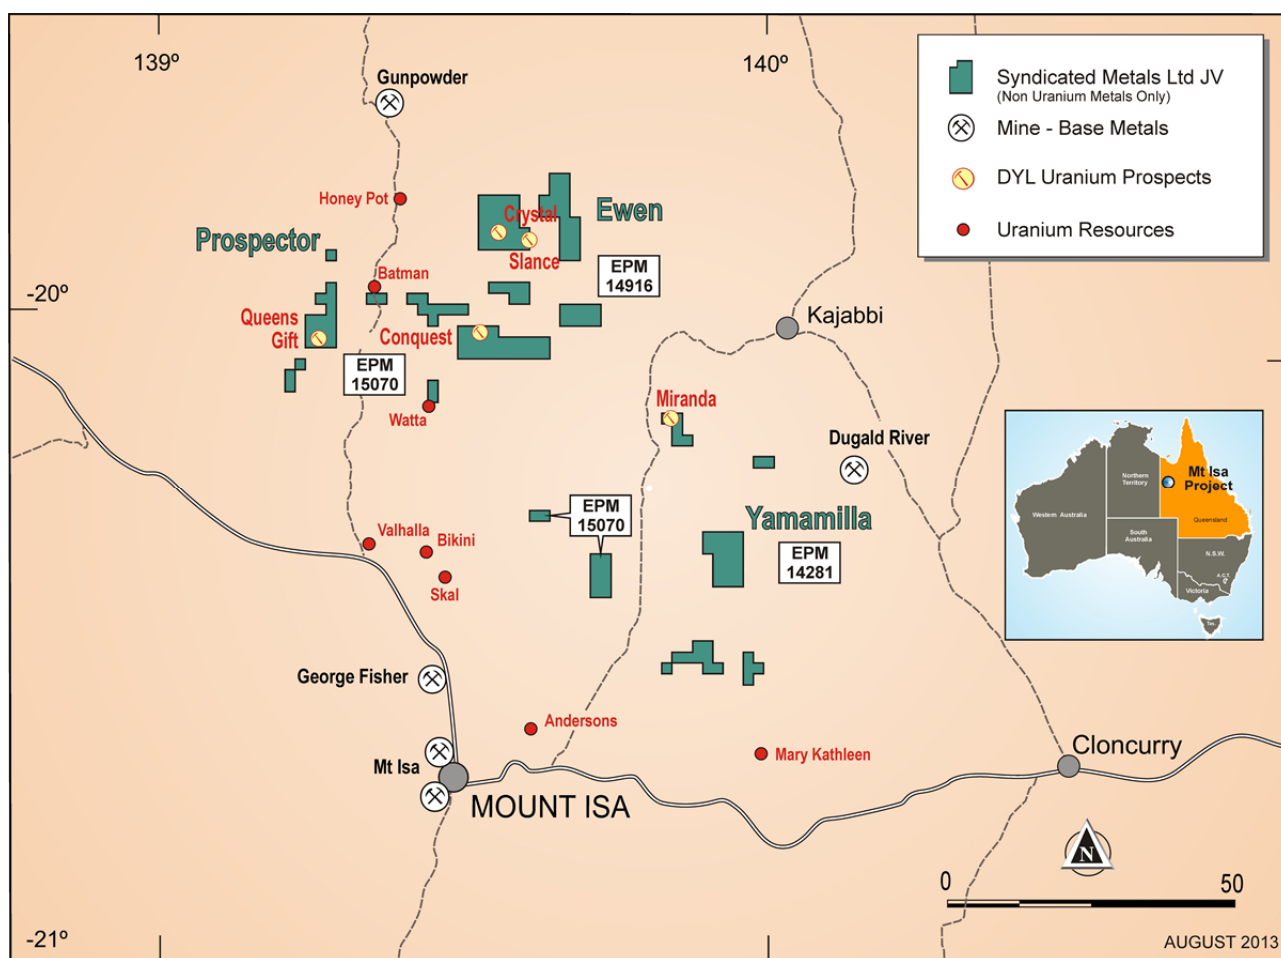 139º
140º
Gunpowder
Syndicated Metals Ltd JV
(Non Uranium Metals Only)
Mine - Base Metals
DYL Uranium Prospects
Uranium Resources
Honey Pot
Crystal
Ewen
Prospector
Slance
EPM
14916
Batman
-20º
Queens
Gift
Conquest
Kajabbi
EPM
15070
Watta
Miranda
Dugald River
EPM
15070
Yamamilla
EPM
14281
Valhalla
Bikini
Skal
Northern
Territory
Mt Isa
Project
Western Australia
Queensland
South
Australia
N.S.W.
A.C.T.
Victoria
Tas.
George Fisher
Andersons
Mary Kathleen
Cloncurry
Mt Isa
MOUNT ISA
N
0
50
-21º
AUGUST 2013